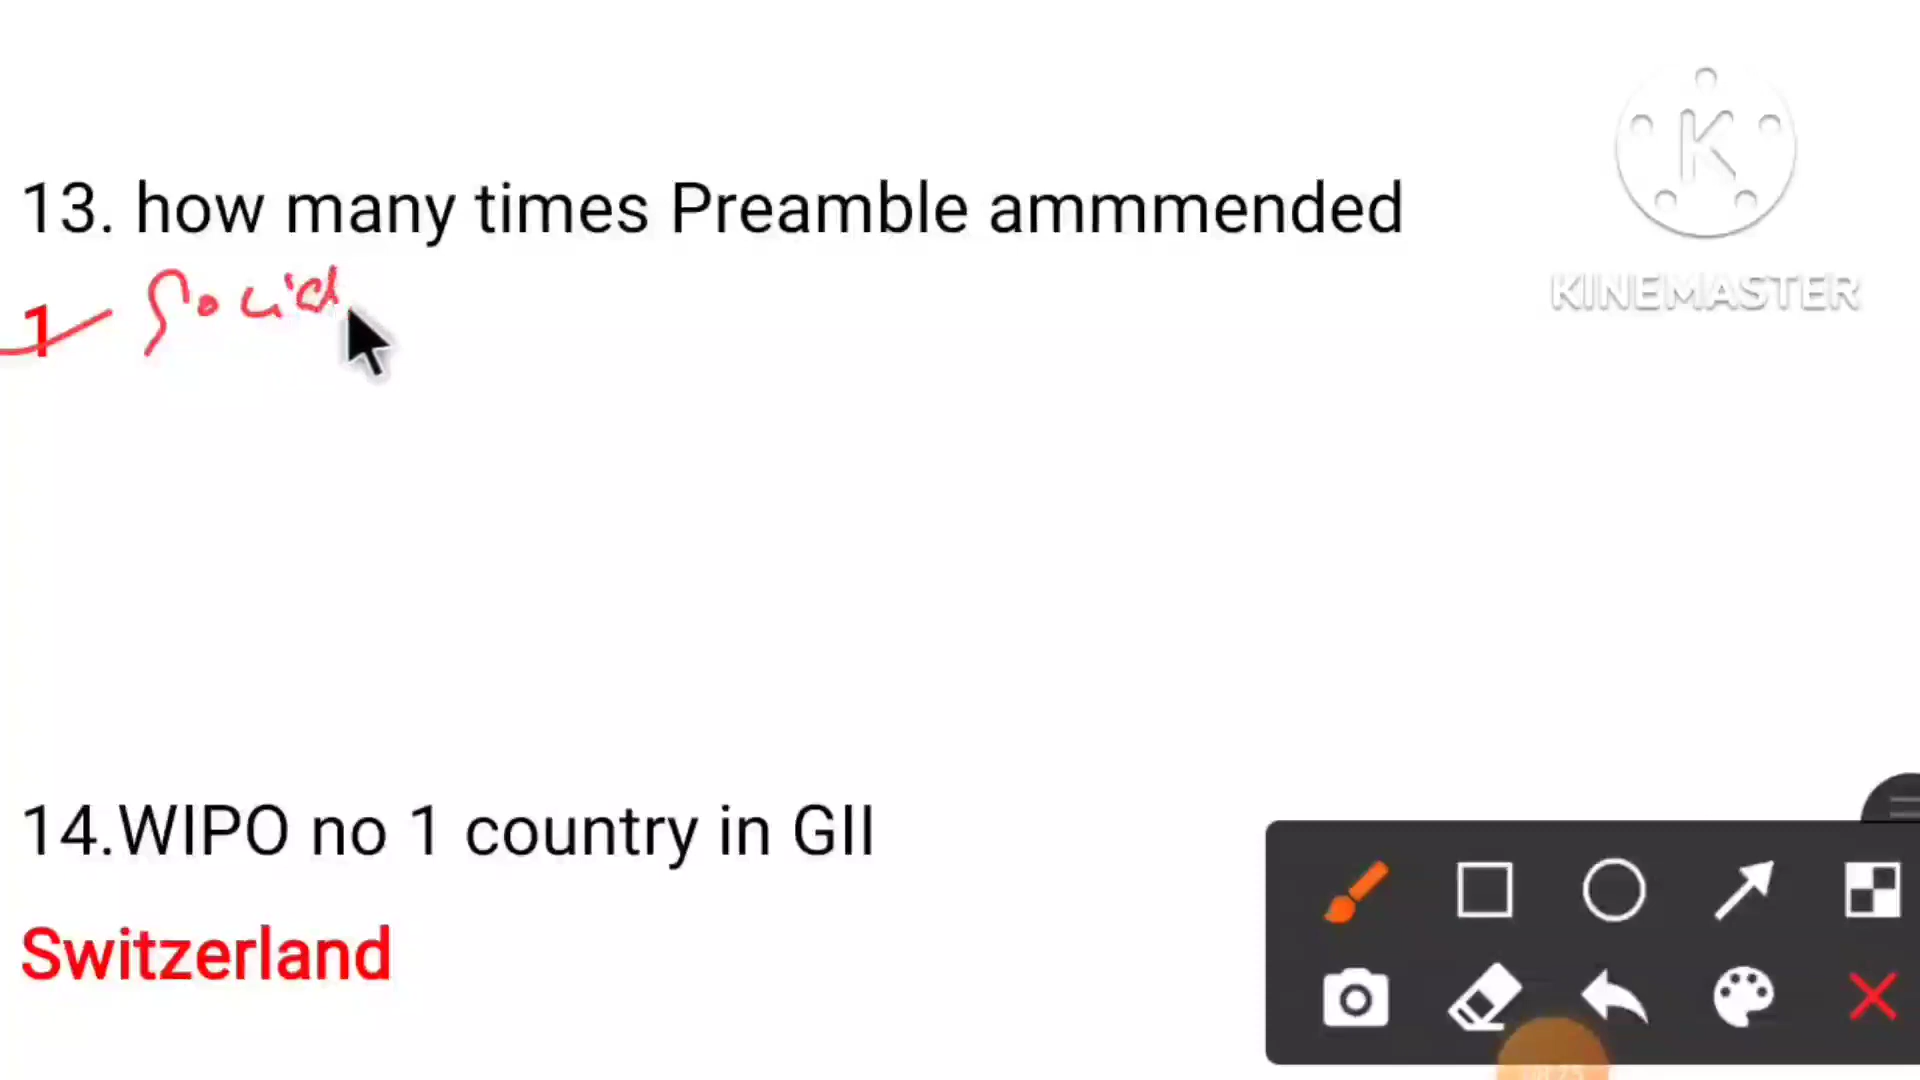 13. how many times Preamble ammmended
1 Social
KINEMASTER
14.WIPO no 1 country in GII
Switzerland